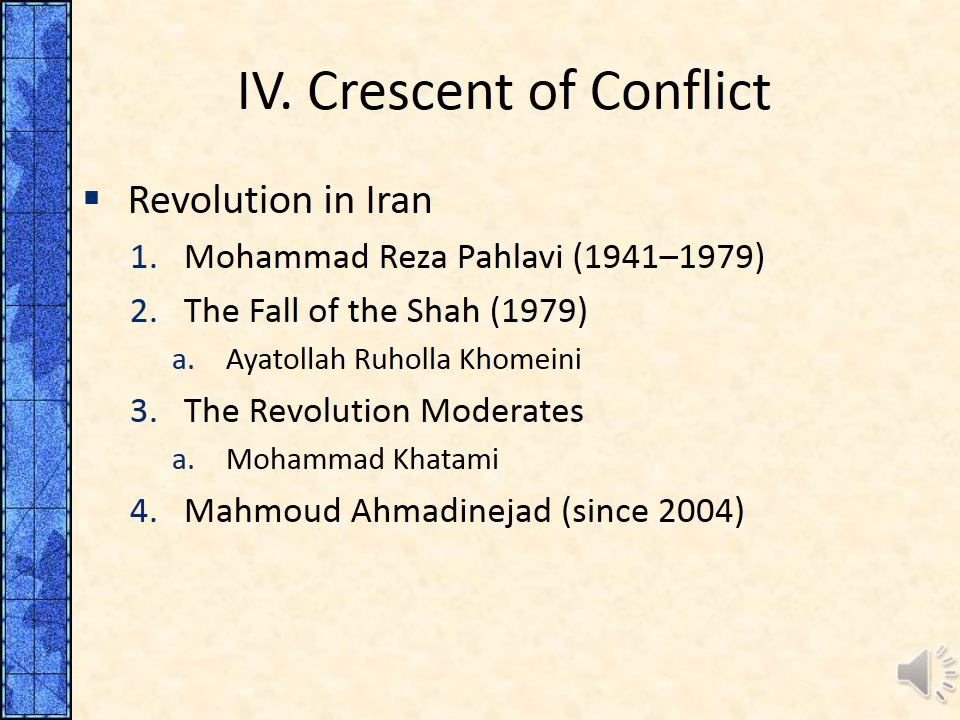 IV. Crescent of Conflict
▪ Revolution in Iran
1. Mohammad Reza Pahlavi (1941–1979)
2. The Fall of the Shah (1979)
a. Ayatollah Ruholla Khomeini
3. The Revolution Moderates
a. Mohammad Khatami
4. Mahmoud Ahmadinejad (since 2004)